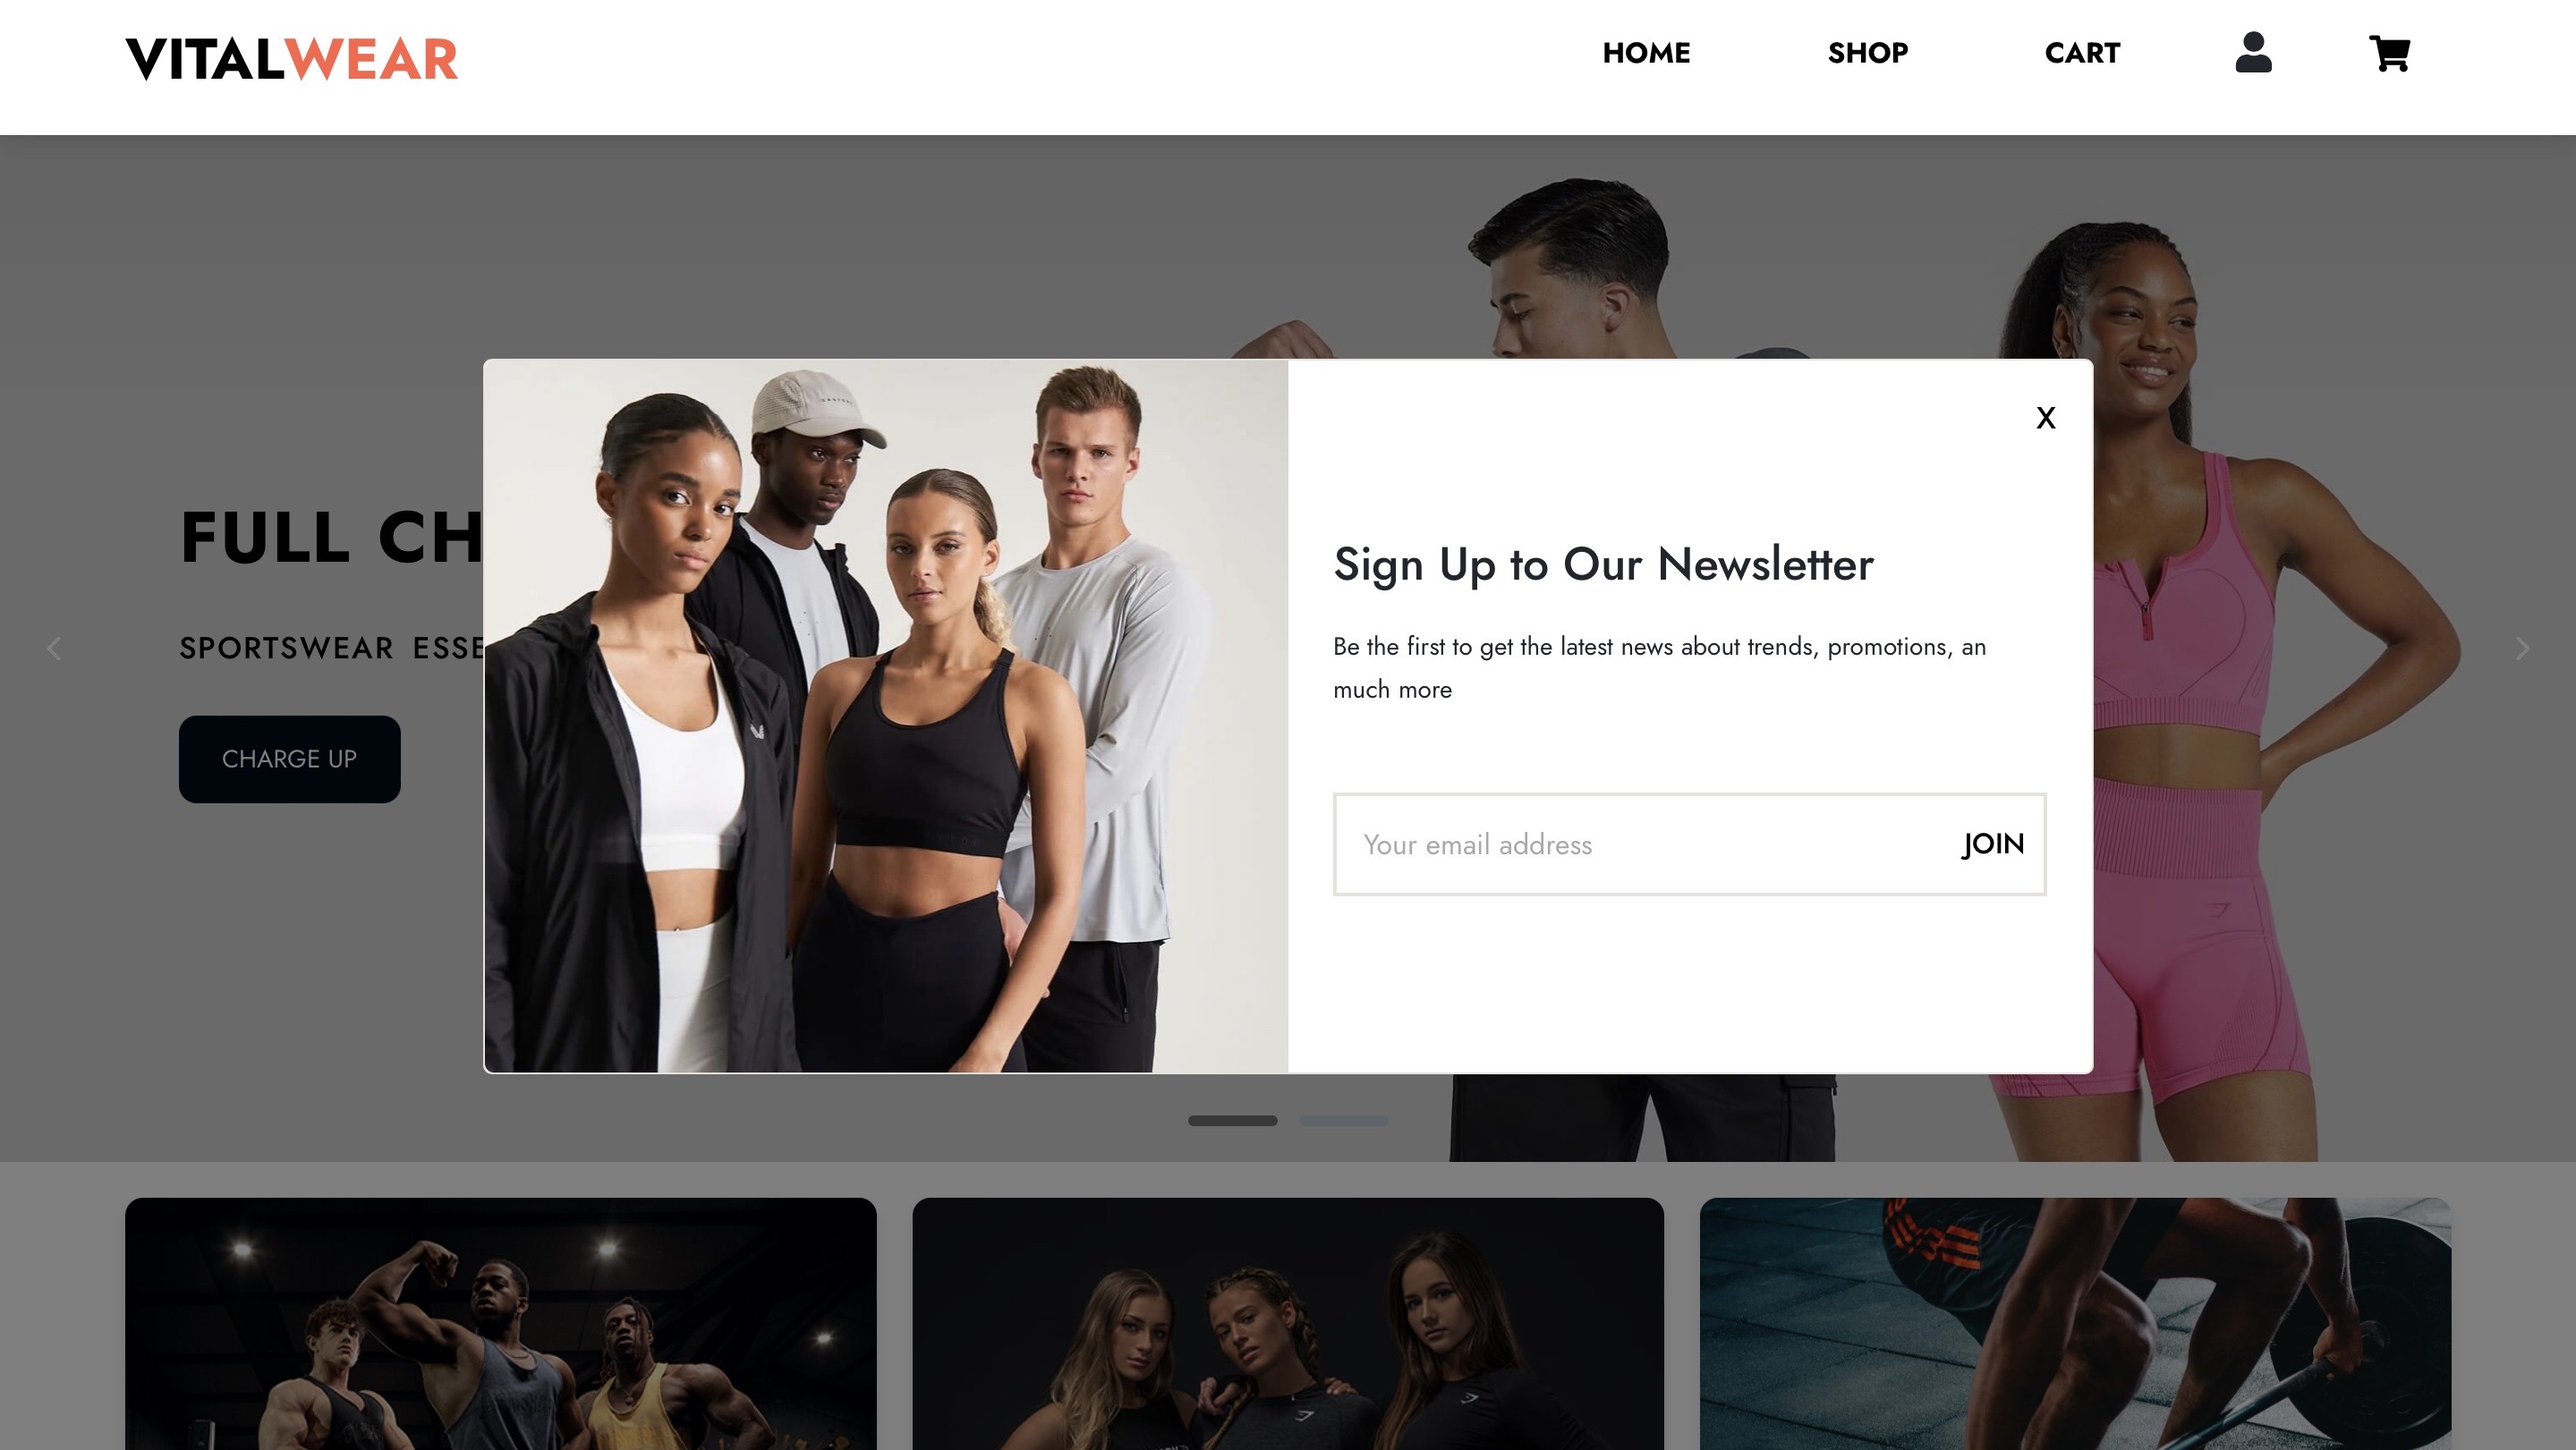 VITALWEAR
HOME SHOP CART
FULL CH
SPORTSWEAR ESSE
CHARGE UP
X
Sign Up to Our Newsletter
Be the first to get the latest news about trends, promotions, an
much more
Your email address
JOIN